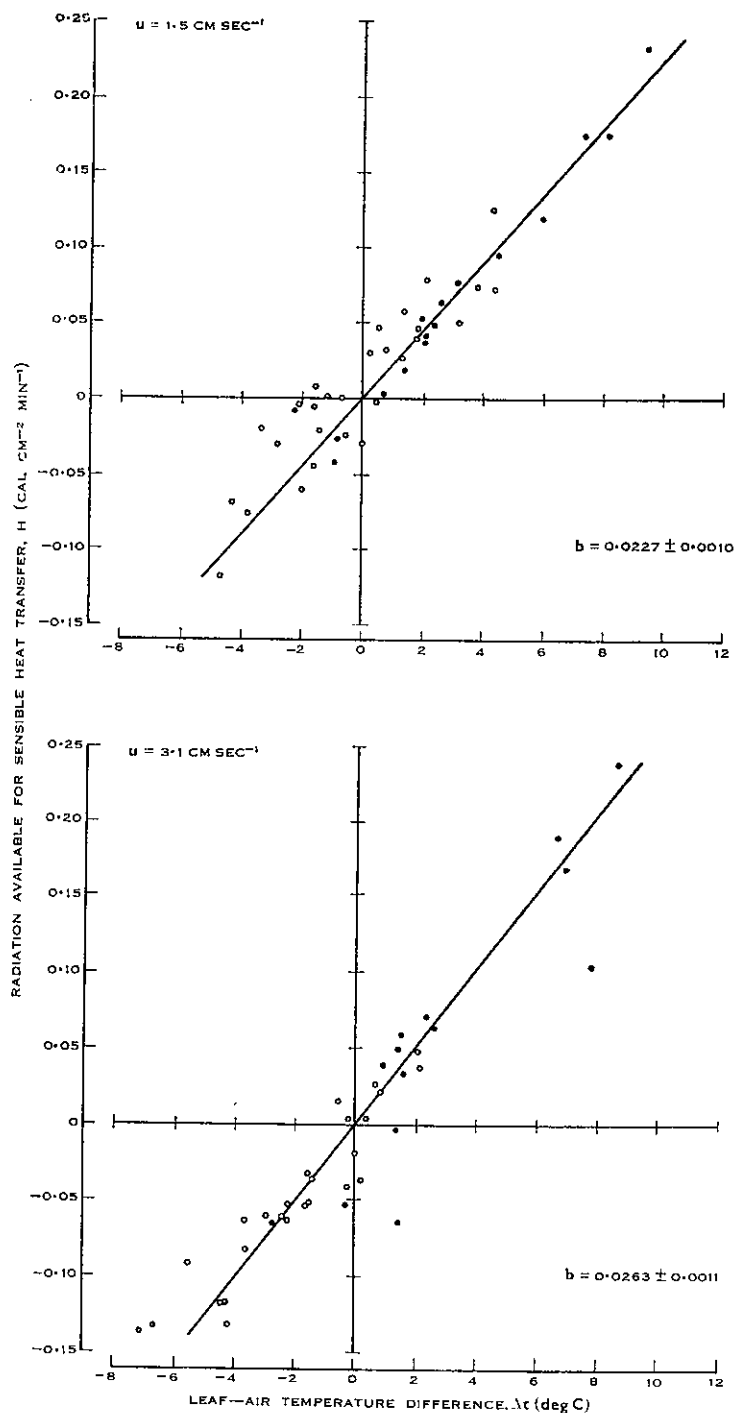 u = 1·5 CM SEC⁻¹
0·25
0·20
0·15
0·10
0·05
0
−0·05
−0·10
−0·15
b = 0·0227 ± 0·0010
−8 −6 −4 −2 0 2 4 6 8 10 12
RADIATION AVAILABLE FOR SENSIBLE HEAT TRANSFER, H (CAL CM⁻² MIN⁻¹)
u = 3·1 CM SEC⁻¹
0·25
0·20
0·15
0·10
0·05
0
−0·05
−0·10
−0·15
b = 0·0263 ± 0·0011
−8 −6 −4 −2 0 2 4 6 8 10 12
LEAF—AIR TEMPERATURE DIFFERENCE, Δt (deg C)